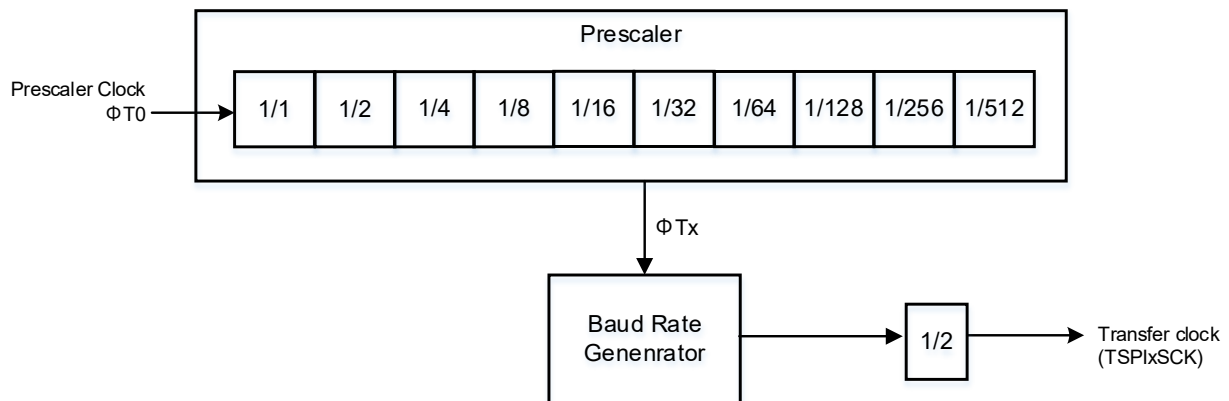 Prescaler
Prescaler Clock
ΦT0
1/1 1/2 1/4 1/8 1/16 1/32 1/64 1/128 1/256 1/512
ΦTx
Baud Rate
Genenrator
1/2
Transfer clock
(TSPIxSCK)